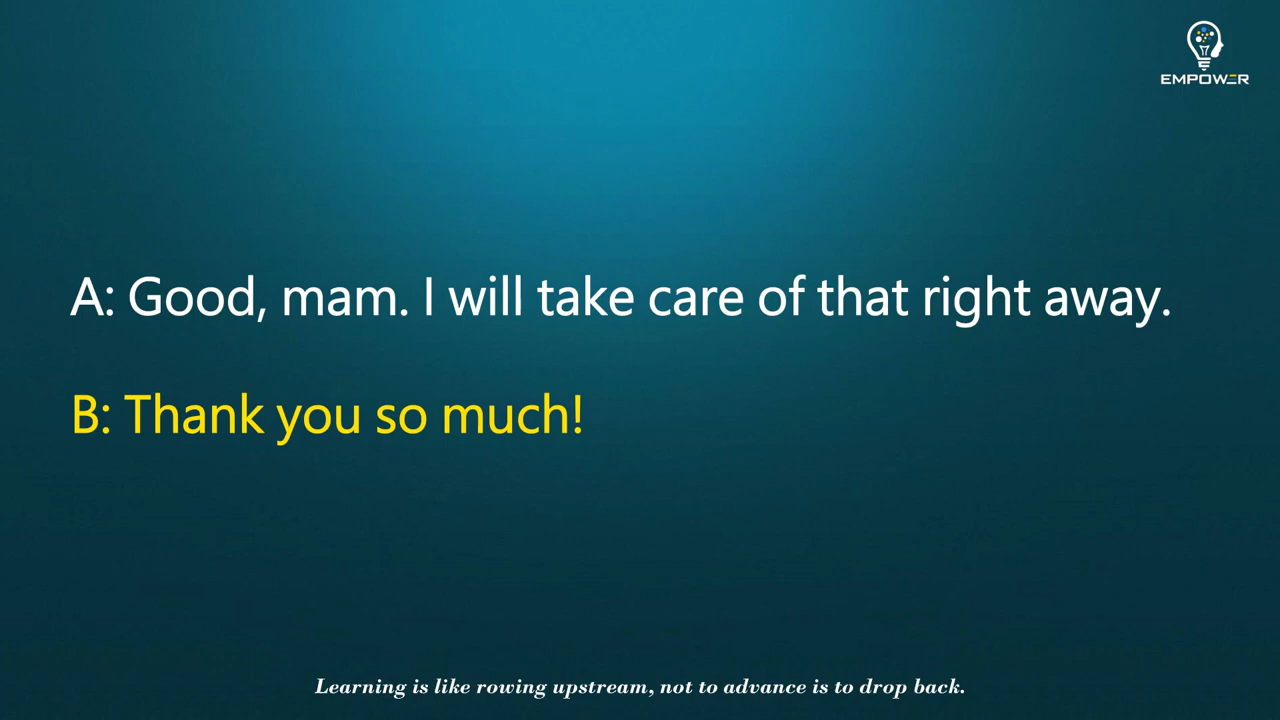 EMPOWER
A: Good, mam. I will take care of that right away.
B: Thank you so much!
Learning is like rowing upstream, not to advance is to drop back.